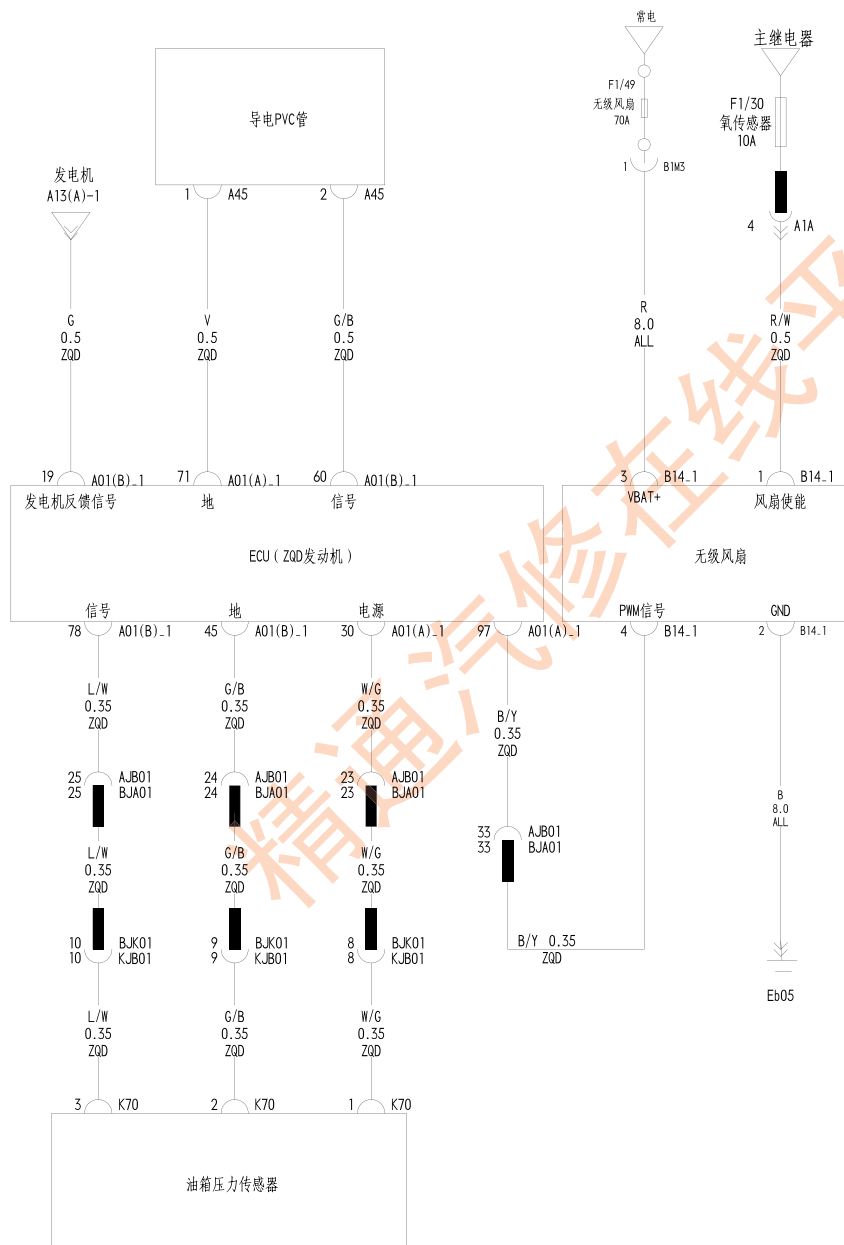 常电
主继电器
F1/49
无级风扇
70A
F1/30
氧传感器
10A
导电PVC管
1 B1M3
发电机
A13(A)-1
1 A45
2 A45
4 A1A
G
0.5
ZQD
V
0.5
ZQD
G/B
0.5
ZQD
R
8.0
ALL
R/W
0.5
ZQD
19 A01(B)_1
71 A01(A)_1
60 A01(B)_1
3 B14_1
1 B14_1
发电机反馈信号
地
信号
VBAT+
风扇使能
ECU(ZQD发动机)
无级风扇
信号
地
电源
PWM信号
GND
78 A01(B)_1
45 A01(B)_1
30 A01(A)_1
97 A01(A)_1
4 B14_1
2 B14_1
L/W
0.35
ZQD
G/B
0.35
ZQD
W/G
0.35
ZQD
B/Y
0.35
ZQD
25 AJB01
25 BJA01
24 AJB01
24 BJA01
23 AJB01
23 BJA01
B
8.0
ALL
33 AJB01
33 BJA01
L/W
0.35
ZQD
G/B
0.35
ZQD
W/G
0.35
ZQD
10 BJK01
10 KJB01
9 BJK01
9 KJB01
8 BJK01
8 KJB01
B/Y 0.35
ZQD
Eb05
L/W
0.35
ZQD
G/B
0.35
ZQD
W/G
0.35
ZQD
3 K70
2 K70
1 K70
油箱压力传感器
精通汽修在线平